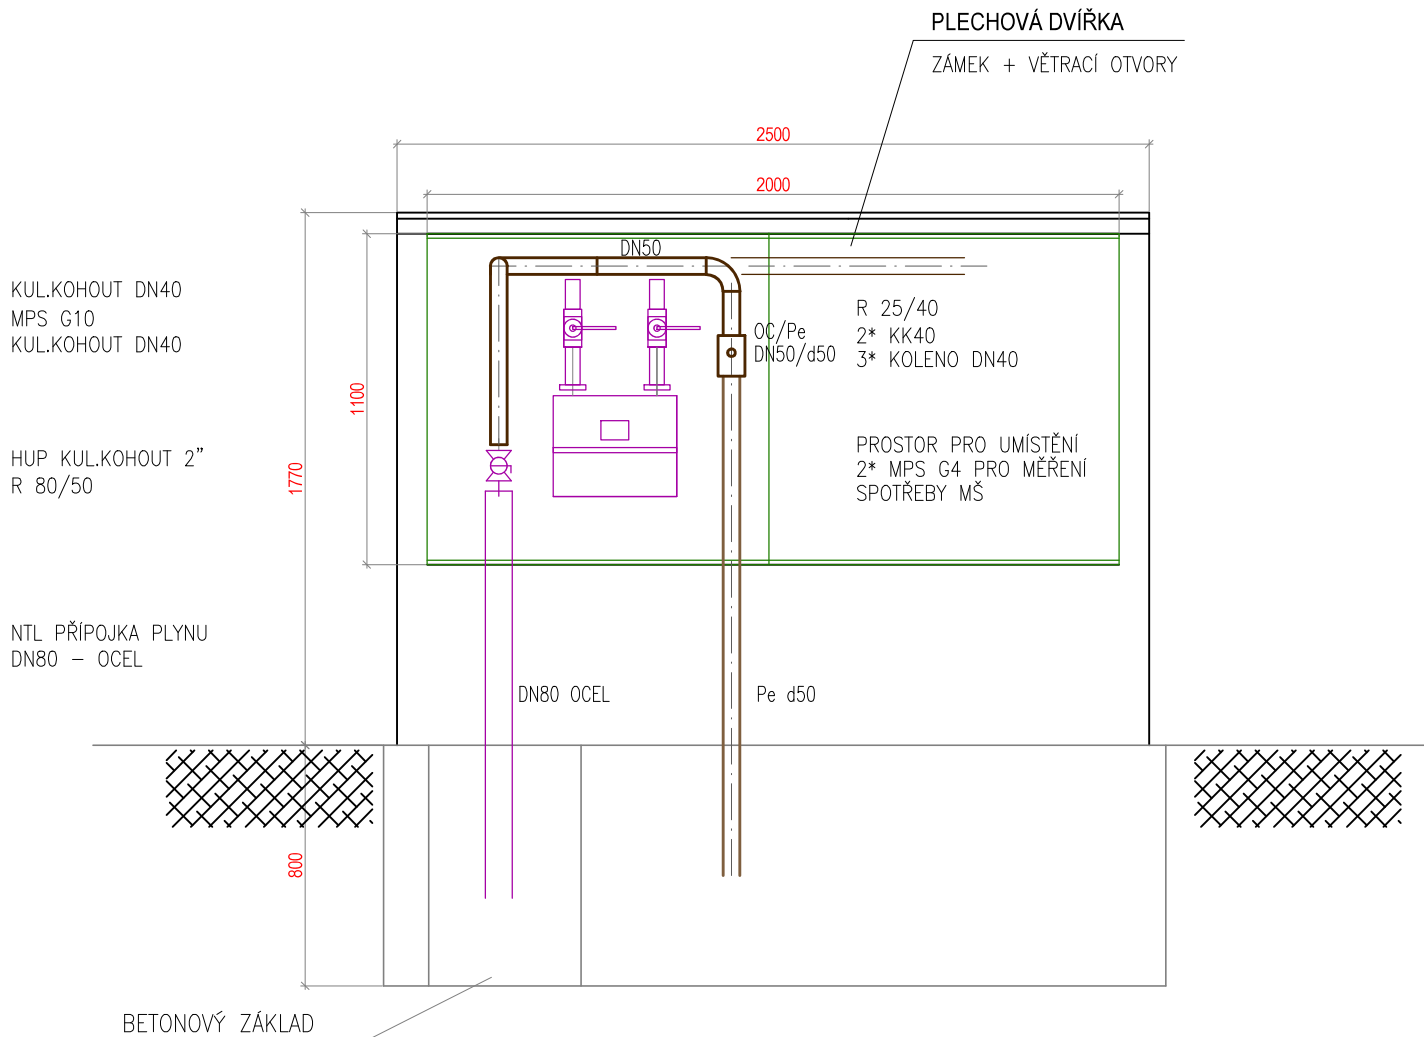 PLECHOVÁ DVÍŘKA
ZÁMEK + VĚTRACÍ OTVORY
2500
2000
DN50
KUL.KOHOUT DN40
MPS G10
KUL.KOHOUT DN40
R 25/40
2* KK40
3* KOLENO DN40
OC/Pe
DN50/d50
1100
HUP KUL.KOHOUT 2”
R 80/50
1770
PROSTOR PRO UMÍSTĚNÍ
2* MPS G4 PRO MĚŘENÍ
SPOTŘEBY MŠ
NTL PŘÍPOJKA PLYNU
DN80 – OCEL
DN80 OCEL
Pe d50
800
BETONOVÝ ZÁKLAD